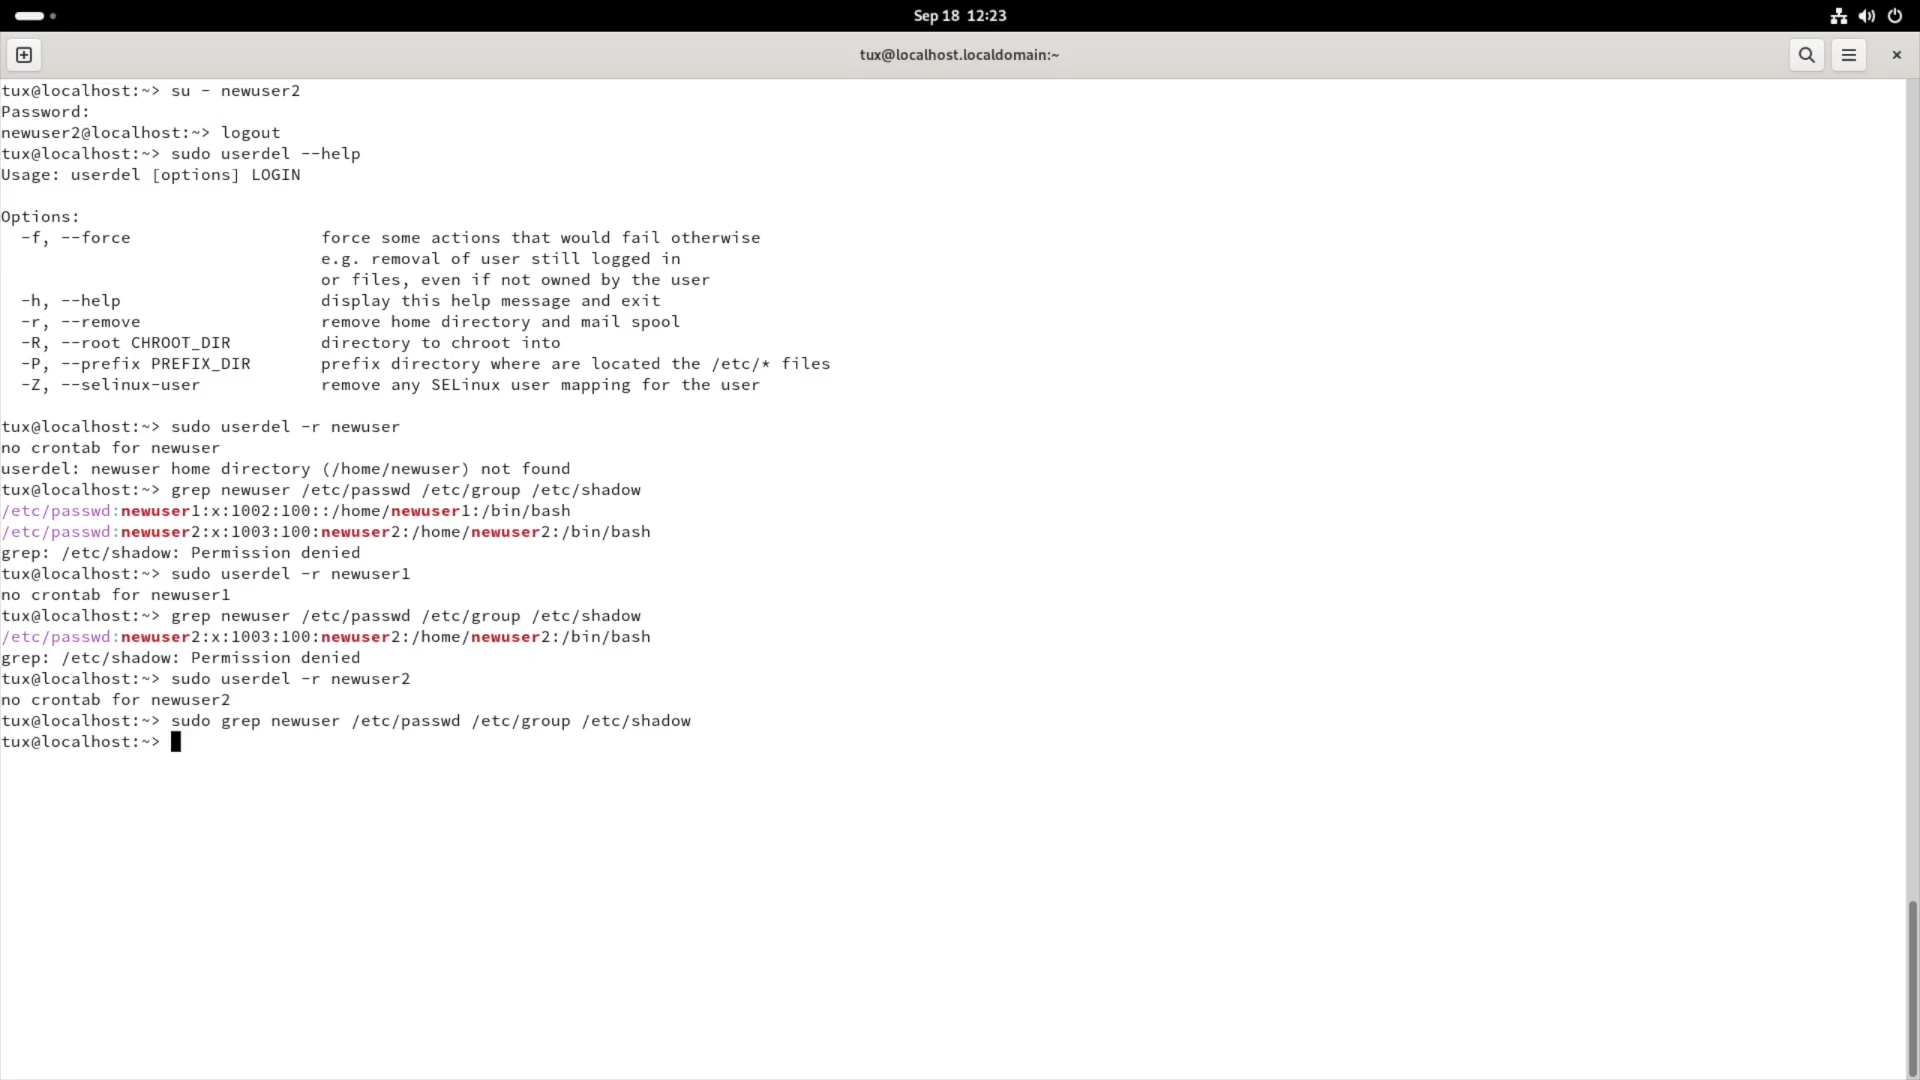 Sep 18 12:23
tux@localhost.localdomain:~
tux@localhost:~> su - newuser2
Password:
newuser2@localhost:~> logout
tux@localhost:~> sudo userdel --help
Usage: userdel [options] LOGIN
Options:
-f, --force force some actions that would fail otherwise
e.g. removal of user still logged in
or files, even if not owned by the user
-h, --help display this help message and exit
-r, --remove remove home directory and mail spool
-R, --root CHROOT_DIR directory to chroot into
-P, --prefix PREFIX_DIR prefix directory where are located the /etc/* files
-Z, --selinux-user remove any SELinux user mapping for the user
tux@localhost:~> sudo userdel -r newuser
no crontab for newuser
userdel: newuser home directory (/home/newuser) not found
tux@localhost:~> grep newuser /etc/passwd /etc/group /etc/shadow
/etc/passwd:newuser1:x:1002:100::/home/newuser1:/bin/bash
/etc/passwd:newuser2:x:1003:100:newuser2:/home/newuser2:/bin/bash
grep: /etc/shadow: Permission denied
tux@localhost:~> sudo userdel -r newuser1
no crontab for newuser1
tux@localhost:~> grep newuser /etc/passwd /etc/group /etc/shadow
/etc/passwd:newuser2:x:1003:100:newuser2:/home/newuser2:/bin/bash
grep: /etc/shadow: Permission denied
tux@localhost:~> sudo userdel -r newuser2
no crontab for newuser2
tux@localhost:~> sudo grep newuser /etc/passwd /etc/group /etc/shadow
tux@localhost:~>